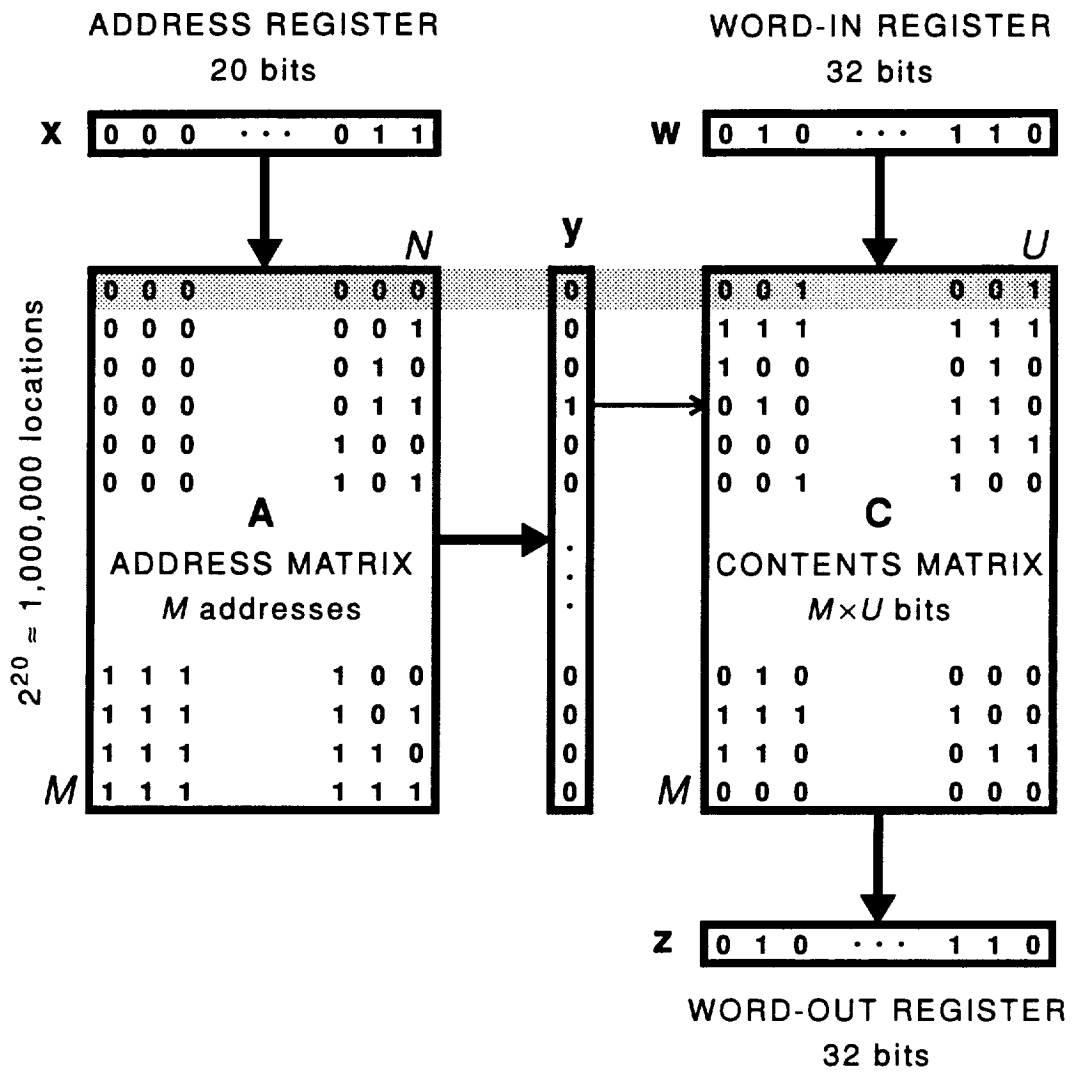 ADDRESS REGISTER
20 bits
x 0 0 0 ··· 0 1 1
WORD-IN REGISTER
32 bits
w 0 1 0 ··· 1 1 0
N
y
U
2²⁰ ≈ 1,000,000 locations
0 0 0 0 0 0
0 0 0 0 0 1
0 0 0 0 1 0
0 0 0 0 1 1
0 0 0 1 0 0
0 0 0 1 0 1
A
ADDRESS MATRIX
M addresses
1 1 1 1 0 0
1 1 1 1 0 1
1 1 1 1 1 0
M 1 1 1 1 1 1
0
0
0
1
0
0
·
·
·
0
0
0
0
0 0 1 0 0 1
1 1 1 1 1 1
1 0 0 0 1 0
0 1 0 1 1 0
0 0 0 1 1 1
0 0 1 1 0 0
C
CONTENTS MATRIX
M×U bits
0 1 0 0 0 0
1 1 1 1 0 0
1 1 0 0 1 1
M 0 0 0 0 0 0
z 0 1 0 ··· 1 1 0
WORD-OUT REGISTER
32 bits